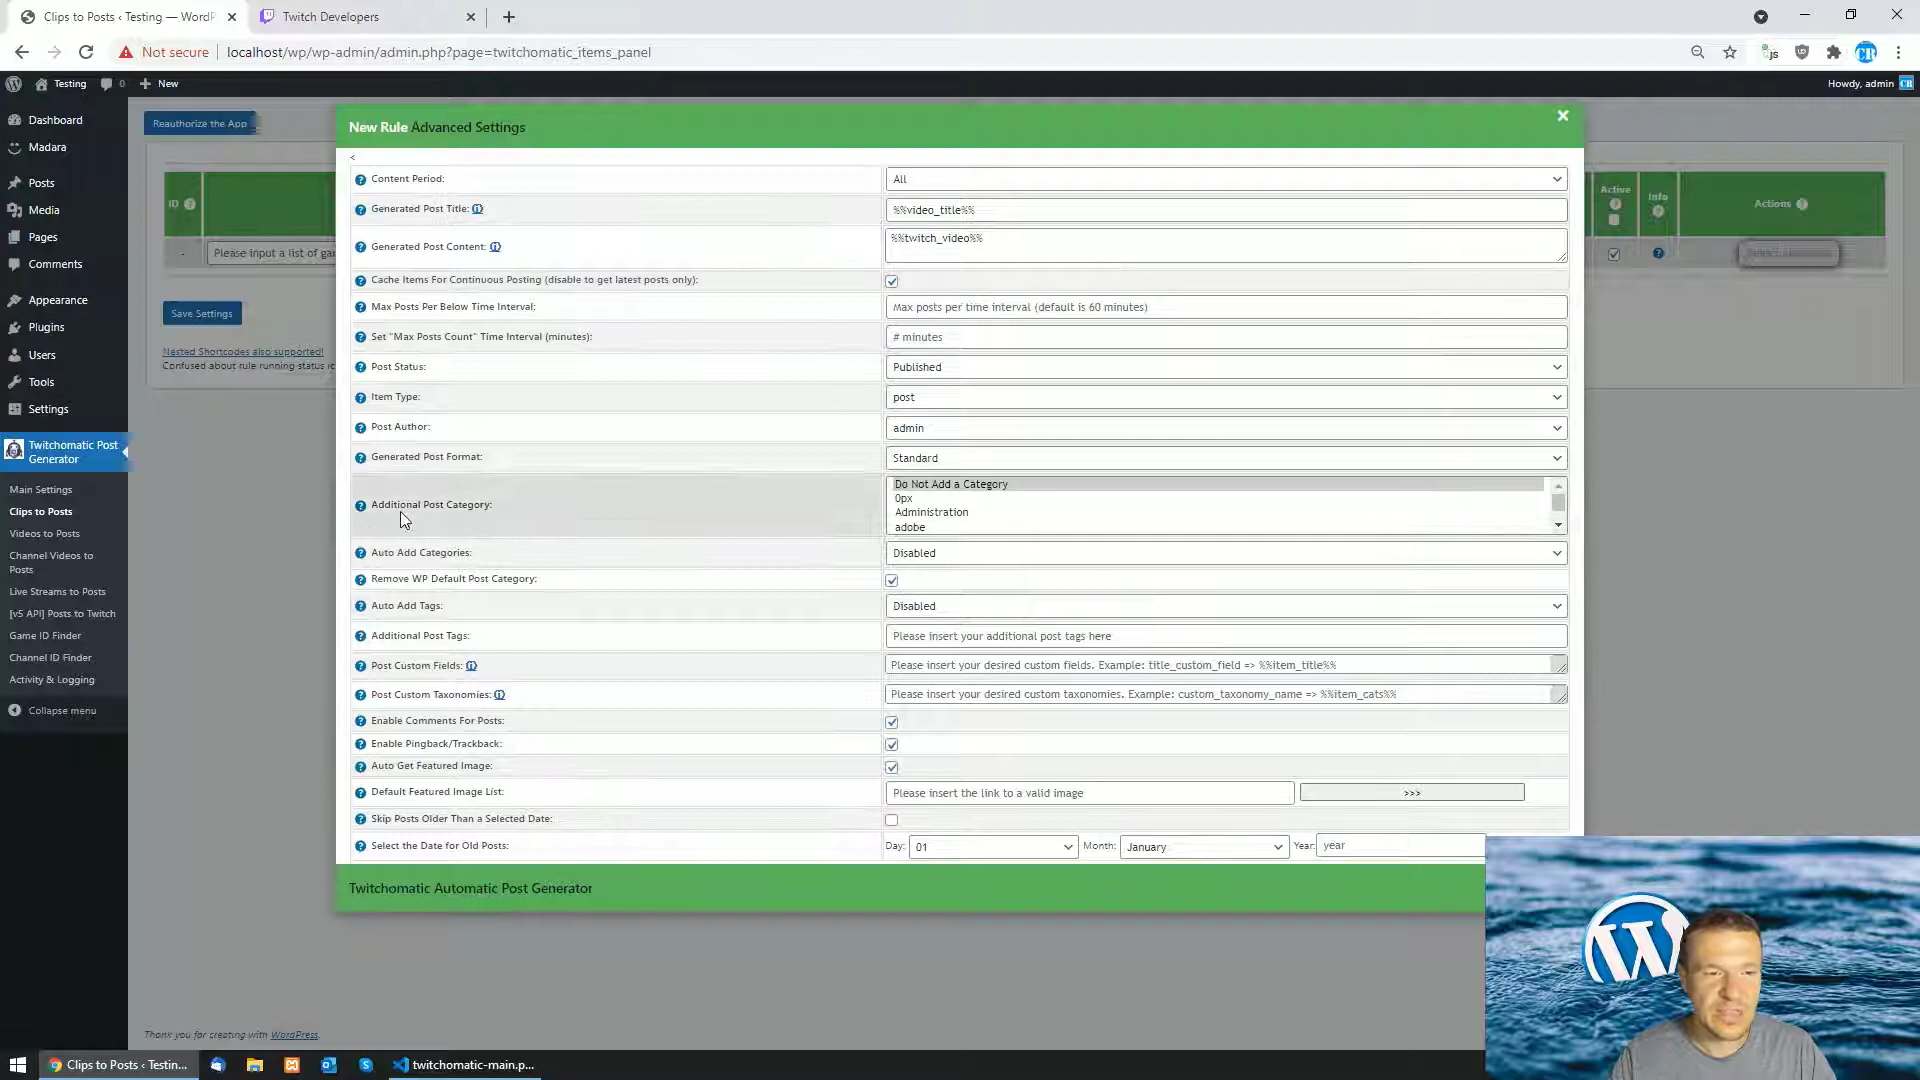 Clips to Posts ‹ Testing — WordP
Twitch Developers
Not secure
localhost/wp/wp-admin/admin.php?page=twitchomatic_items_panel
Testing
0
New
Howdy, admin
Dashboard
Madara
Posts
Media
Pages
Comments
Appearance
Plugins
Users
Tools
Settings
Twitchomatic Post Generator
Main Settings
Clips to Posts
Videos to Posts
Channel Videos to Posts
Live Streams to Posts
[v5 API] Posts to Twitch
Game ID Finder
Channel ID Finder
Activity & Logging
Collapse menu
Reauthorize the App
ID
Please input a list of gam
Save Settings
Nested Shortcodes also supported!
Confused about rule running status ic
Active
Info
Actions
New Rule Advanced Settings
<
Content Period:
All
Generated Post Title:
%%video_title%%
Generated Post Content:
%%twitch_video%%
Cache Items For Continuous Posting (disable to get latest posts only):
Max Posts Per Below Time Interval:
Max posts per time interval (default is 60 minutes)
Set "Max Posts Count" Time Interval (minutes):
# minutes
Post Status:
Published
Item Type:
post
Post Author:
admin
Generated Post Format:
Standard
Additional Post Category:
Do Not Add a Category
0px
Administration
adobe
Auto Add Categories:
Disabled
Remove WP Default Post Category:
Auto Add Tags:
Disabled
Additional Post Tags:
Please insert your additional post tags here
Post Custom Fields:
Please insert your desired custom fields. Example: title_custom_field => %%item_title%%
Post Custom Taxonomies:
Please insert your desired custom taxonomies. Example: custom_taxonomy_name => %%item_cats%%
Enable Comments For Posts:
Enable Pingback/Trackback:
Auto Get Featured Image:
Default Featured Image List:
Please insert the link to a valid image
>>>
Skip Posts Older Than a Selected Date:
Select the Date for Old Posts:
Day: 01
Month: January
Year: year
Twitchomatic Automatic Post Generator
Thank you for creating with WordPress.
Clips to Posts ‹ Testin...
twitchomatic-main.p...